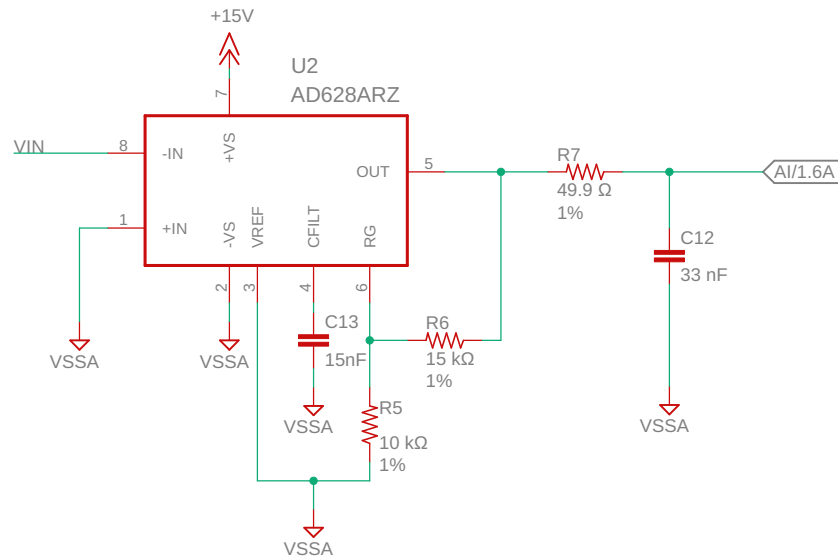 +15V
U2
AD628ARZ
7
VIN
8
-IN
+VS
OUT
5
R7
49.9 Ω
1%
AI/1.6A
1
+IN
-VS
VREF
CFILT
RG
2
3
4
6
C12
33 nF
VSSA
VSSA
C13
15nF
VSSA
R6
15 kΩ
1%
R5
10 kΩ
1%
VSSA
VSSA